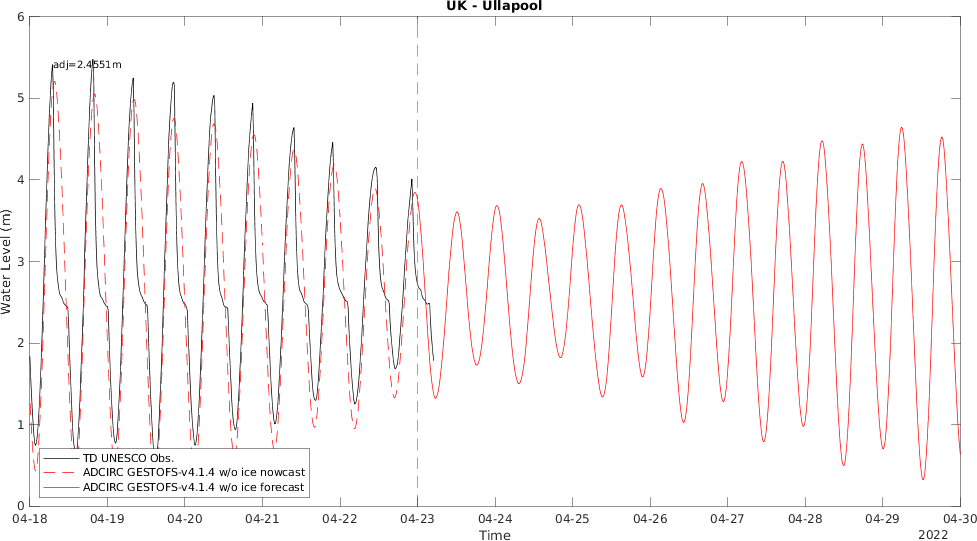 UK - Ullapool
6
5
4
3
2
1
0
adj=2.4551m
Water Level (m)
TD UNESCO Obs.
ADCIRC GESTOFS-v4.1.4 w/o ice nowcast
ADCIRC GESTOFS-v4.1.4 w/o ice forecast
04-18 04-19 04-20 04-21 04-22 04-23 04-24 04-25 04-26 04-27 04-28 04-29 04-30
Time
2022